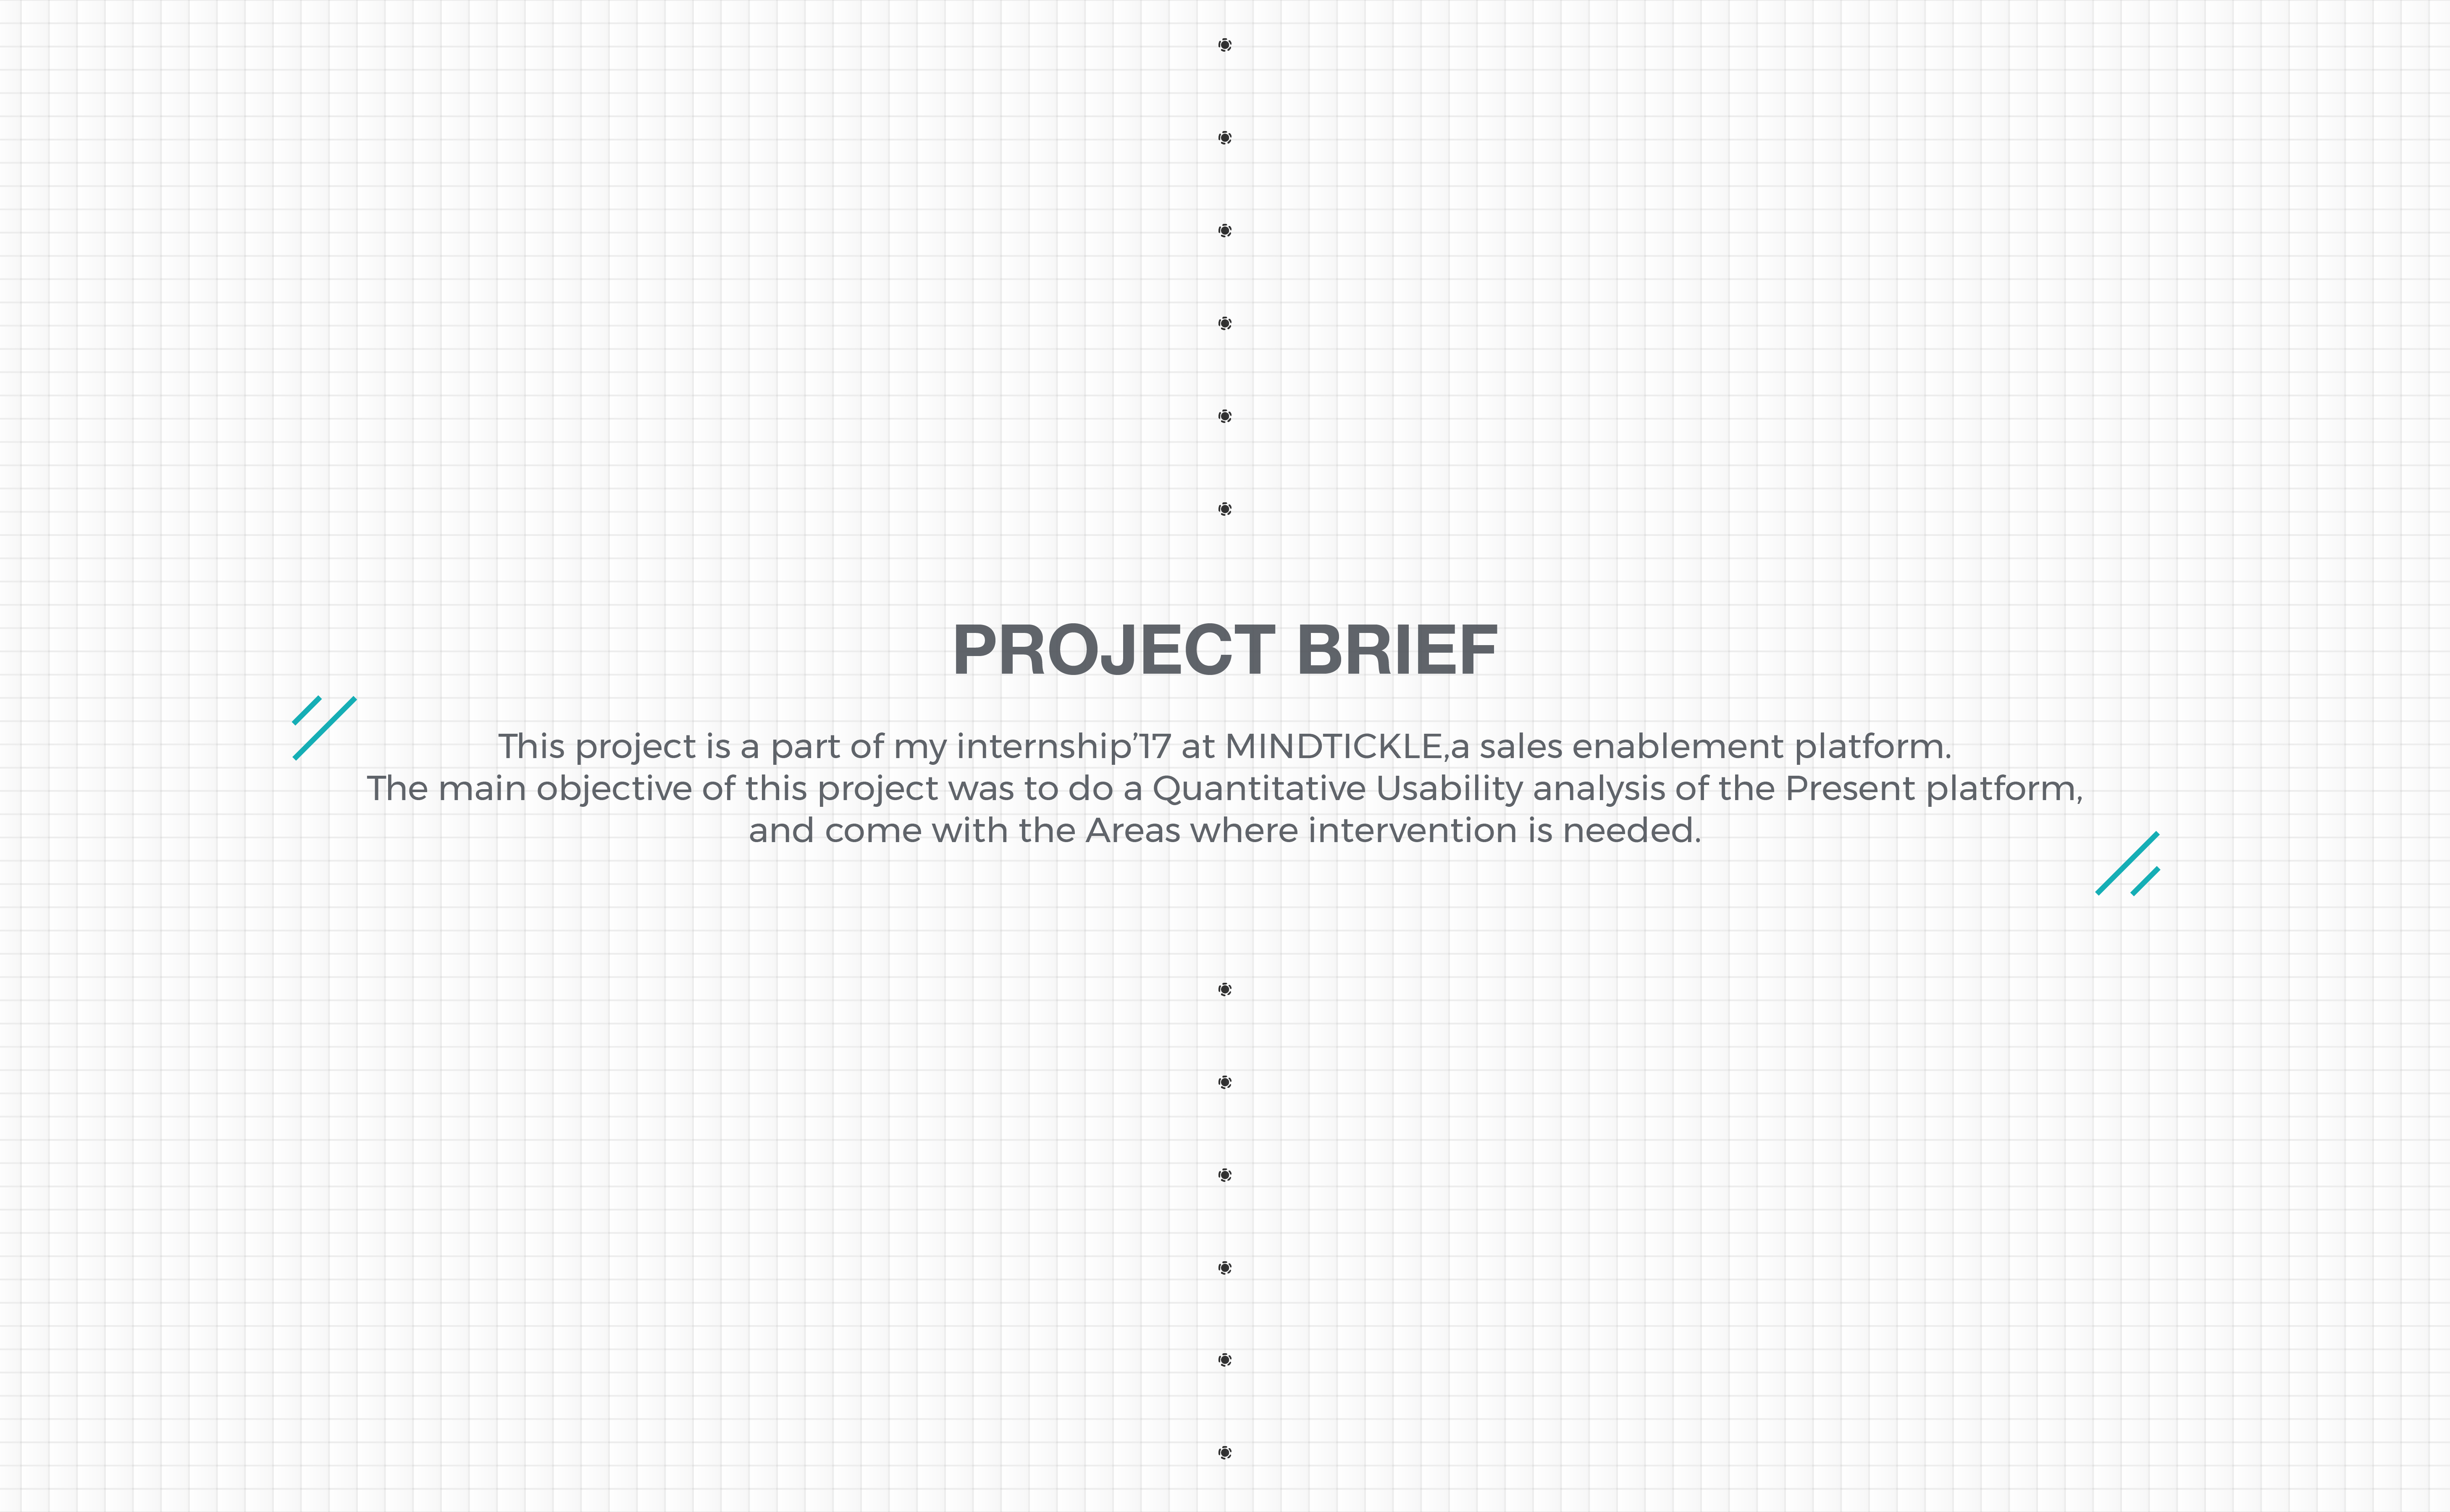 PROJECT BRIEF
This project is a part of my internship’17 at MINDTICKLE,a sales enablement platform.
The main objective of this project was to do a Quantitative Usability analysis of the Present platform,
and come with the Areas where intervention is needed.